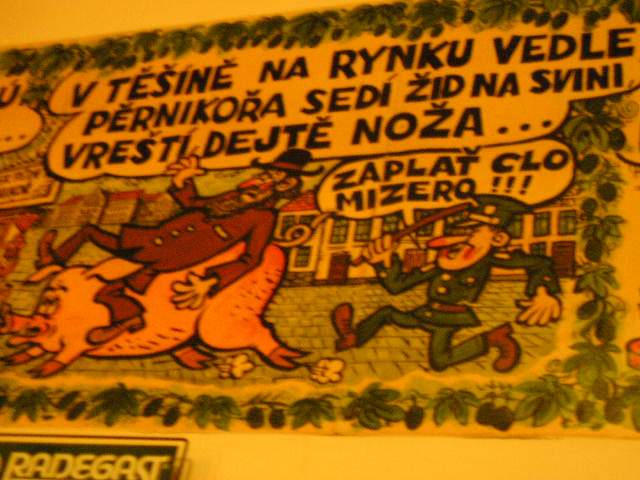 V TĚŠÍNĚ NA RYNKU VEDLE
PĚRNIKOŘA SEDÍ ŽID NA SVINI,
VREŠTÍ, DEJTĚ NOŽA...
ZAPLAŤ CLO
MIZERO !!!
RADEGAST